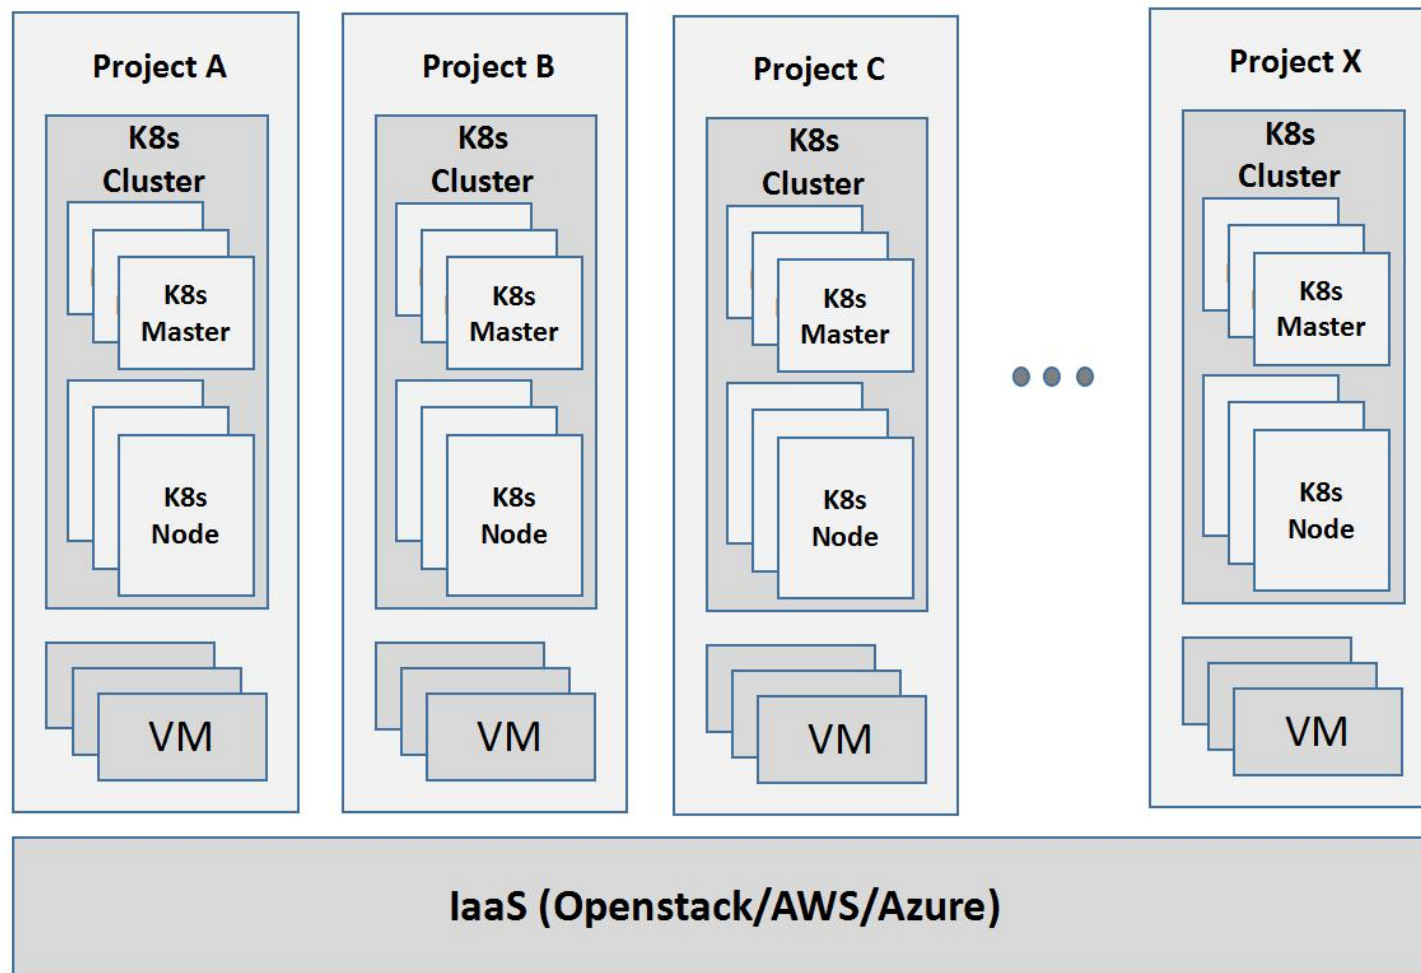 Project A
K8s
Cluster
K8s
Master
K8s
Node
VM
Project B
K8s
Cluster
K8s
Master
K8s
Node
VM
Project C
K8s
Cluster
K8s
Master
K8s
Node
VM
Project X
K8s
Cluster
K8s
Master
K8s
Node
VM
IaaS (Openstack/AWS/Azure)